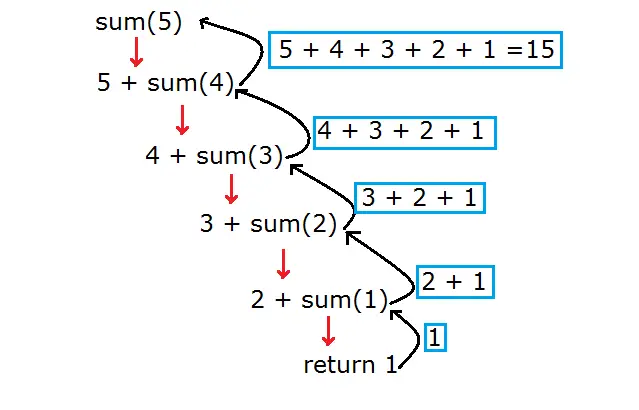 sum(5)
5 + 4 + 3 + 2 + 1 =15
5 + sum(4)
4 + 3 + 2 + 1
4 + sum(3)
3 + 2 + 1
3 + sum(2)
2 + 1
2 + sum(1)
1
return 1